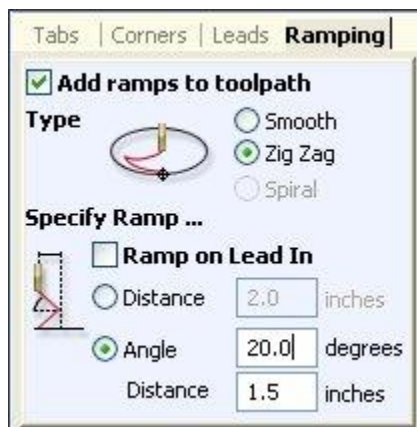 Tabs | Corners | Leads Ramping
Add ramps to toolpath
Type
Smooth
Zig Zag
Spiral
Specify Ramp ...
Ramp on Lead In
Distance 2.0 inches
Angle 20.0 degrees
Distance 1.5 inches